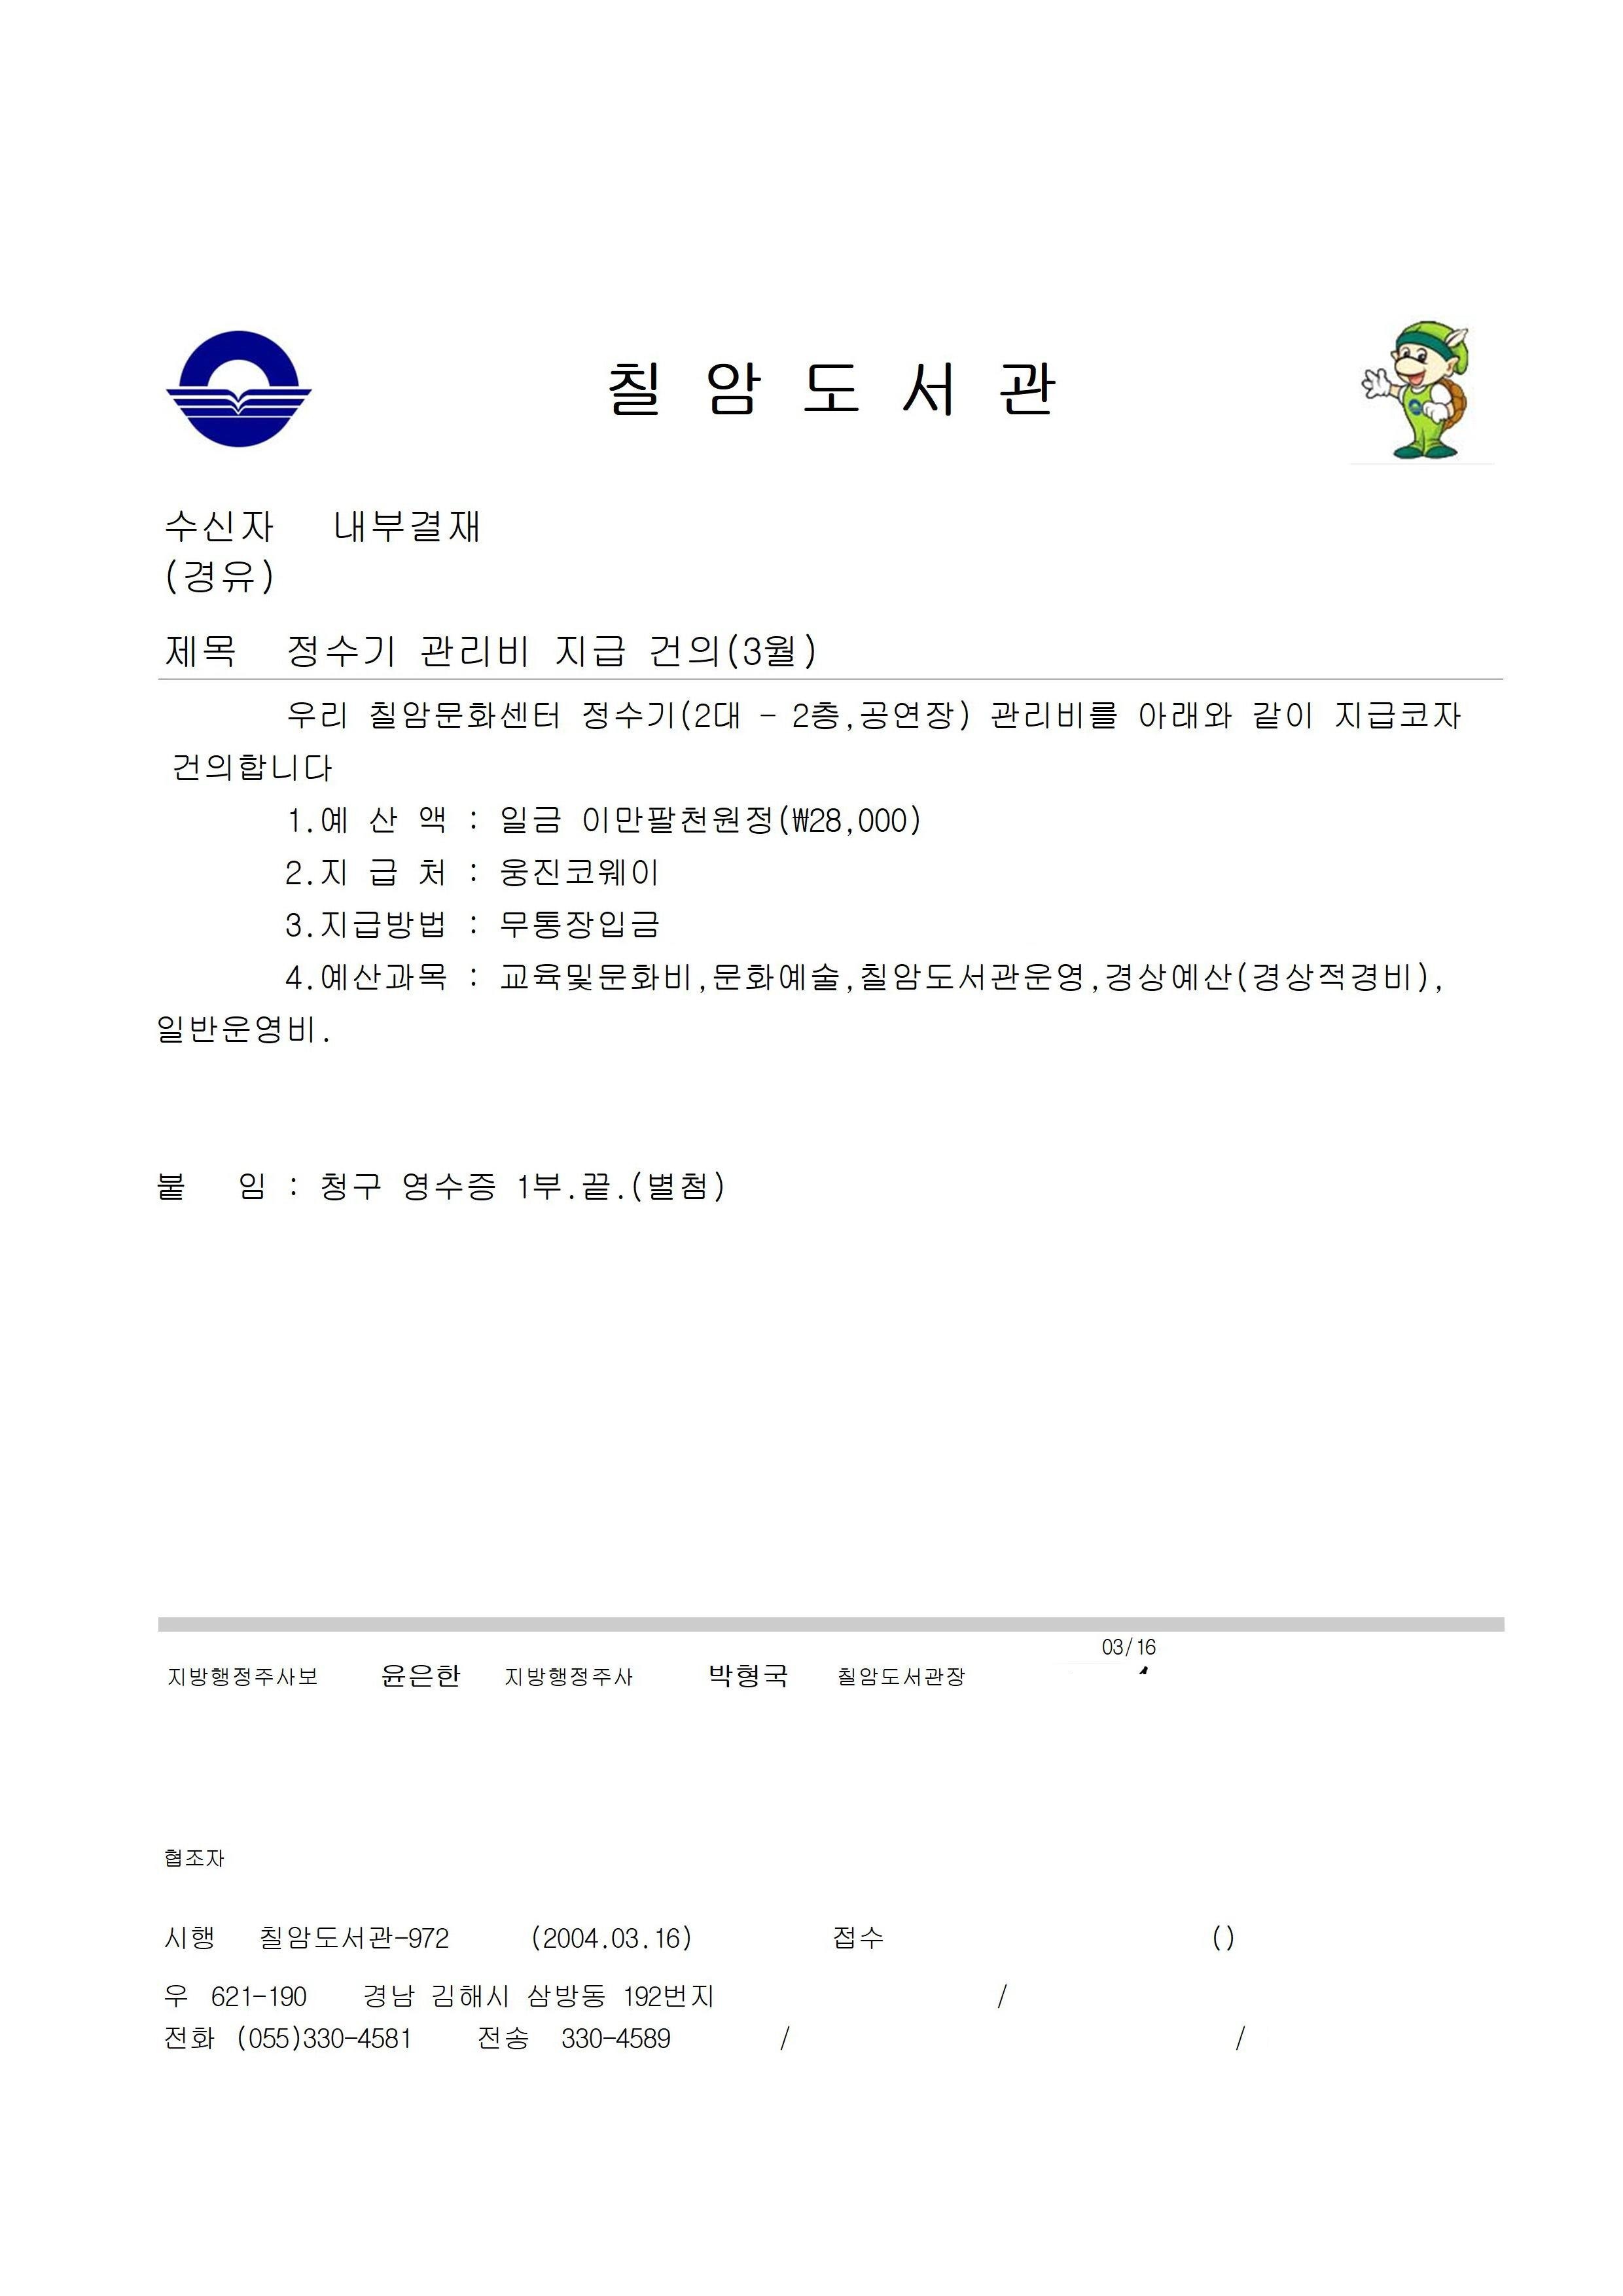 칠 암 도 서 관
수신자 내부결재
(경유)
제목 정수기 관리비 지급 건의(3월)
우리 칠암문화센터 정수기(2대 - 2층,공연장) 관리비를 아래와 같이 지급코자
건의합니다
1.예 산 액 : 일금 이만팔천원정(₩28,000)
2.지 급 처 : 웅진코웨이
3.지급방법 : 무통장입금
4.예산과목 : 교육및문화비,문화예술,칠암도서관운영,경상예산(경상적경비),
일반운영비.
붙 임 : 청구 영수증 1부.끝.(별첨)
03/16
지방행정주사보 윤은한 지방행정주사 박형국 칠암도서관장
협조자
시행 칠암도서관-972 (2004.03.16) 접수 ()
우 621-190 경남 김해시 삼방동 192번지 /
전화 (055)330-4581 전송 330-4589 / /